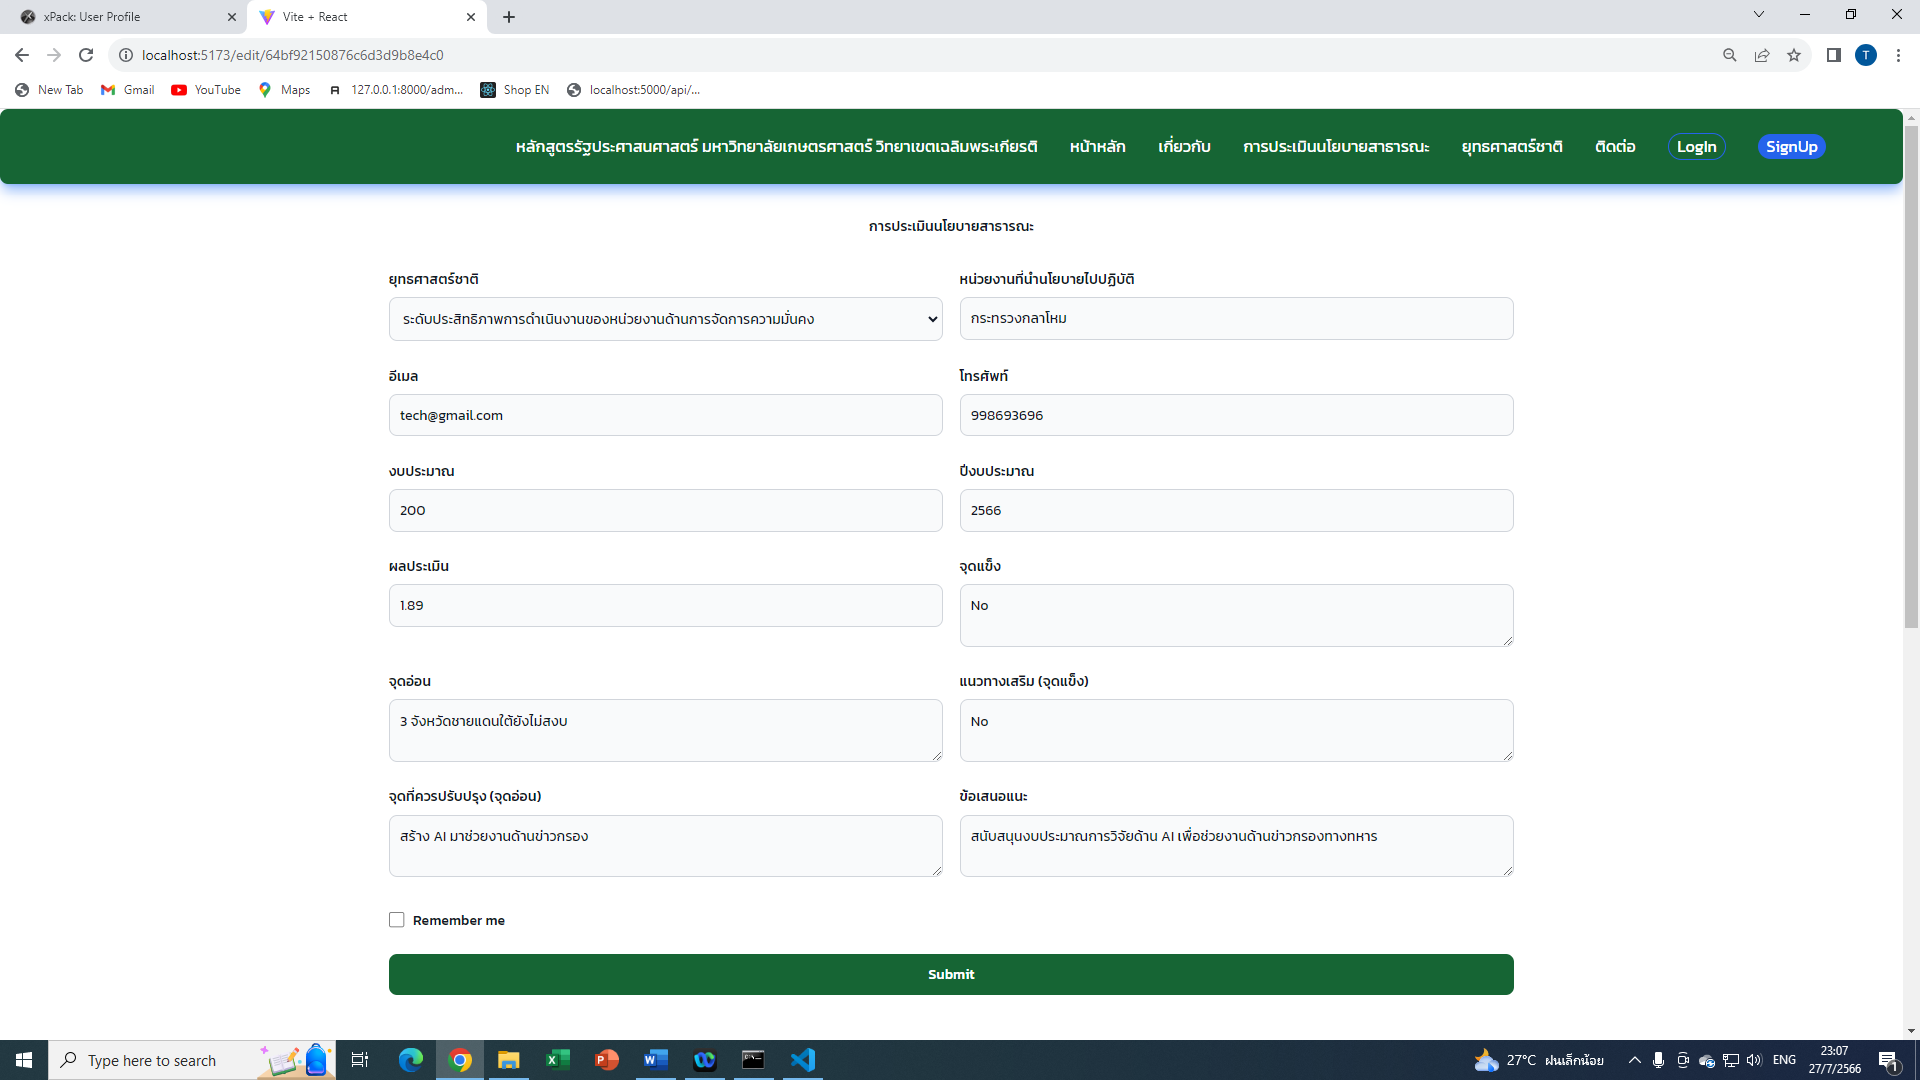 xPack: User Profile
Vite + React
localhost:5173/edit/64bf92150876c6d3d9b8e4c0
T
New Tab
Gmail
YouTube
Maps
127.0.0.1:8000/adm...
Shop EN
localhost:5000/api/...
หลักสูตรรัฐประศาสนศาสตร์ มหาวิทยาลัยเกษตรศาสตร์ วิทยาเขตเฉลิมพระเกียรติ
หน้าหลัก
เกี่ยวกับ
การประเมินนโยบายสาธารณะ
ยุทธศาสตร์ชาติ
ติดต่อ
LogIn
SignUp
การประเมินนโยบายสาธารณะ
ยุทธศาสตร์ชาติ
ระดับประสิทธิภาพการดำเนินงานของหน่วยงานด้านการจัดการความมั่นคง
หน่วยงานที่นำนโยบายไปปฏิบัติ
กระทรวงกลาโหม
อีเมล
tech@gmail.com
โทรศัพท์
998693696
งบประมาณ
200
ปีงบประมาณ
2566
ผลประเมิน
1.89
จุดแข็ง
No
จุดอ่อน
3 จังหวัดชายแดนใต้ยังไม่สงบ
แนวทางเสริม (จุดแข็ง)
No
จุดที่ควรปรับปรุง (จุดอ่อน)
สร้าง AI มาช่วยงานด้านข่าวกรอง
ข้อเสนอแนะ
สนับสนุนงบประมาณการวิจัยด้าน AI เพื่อช่วยงานด้านข่าวกรองทางทหาร
Remember me
Submit
Type here to search
27°C ฝนเล็กน้อย
ENG
23:07
27/7/2566
1